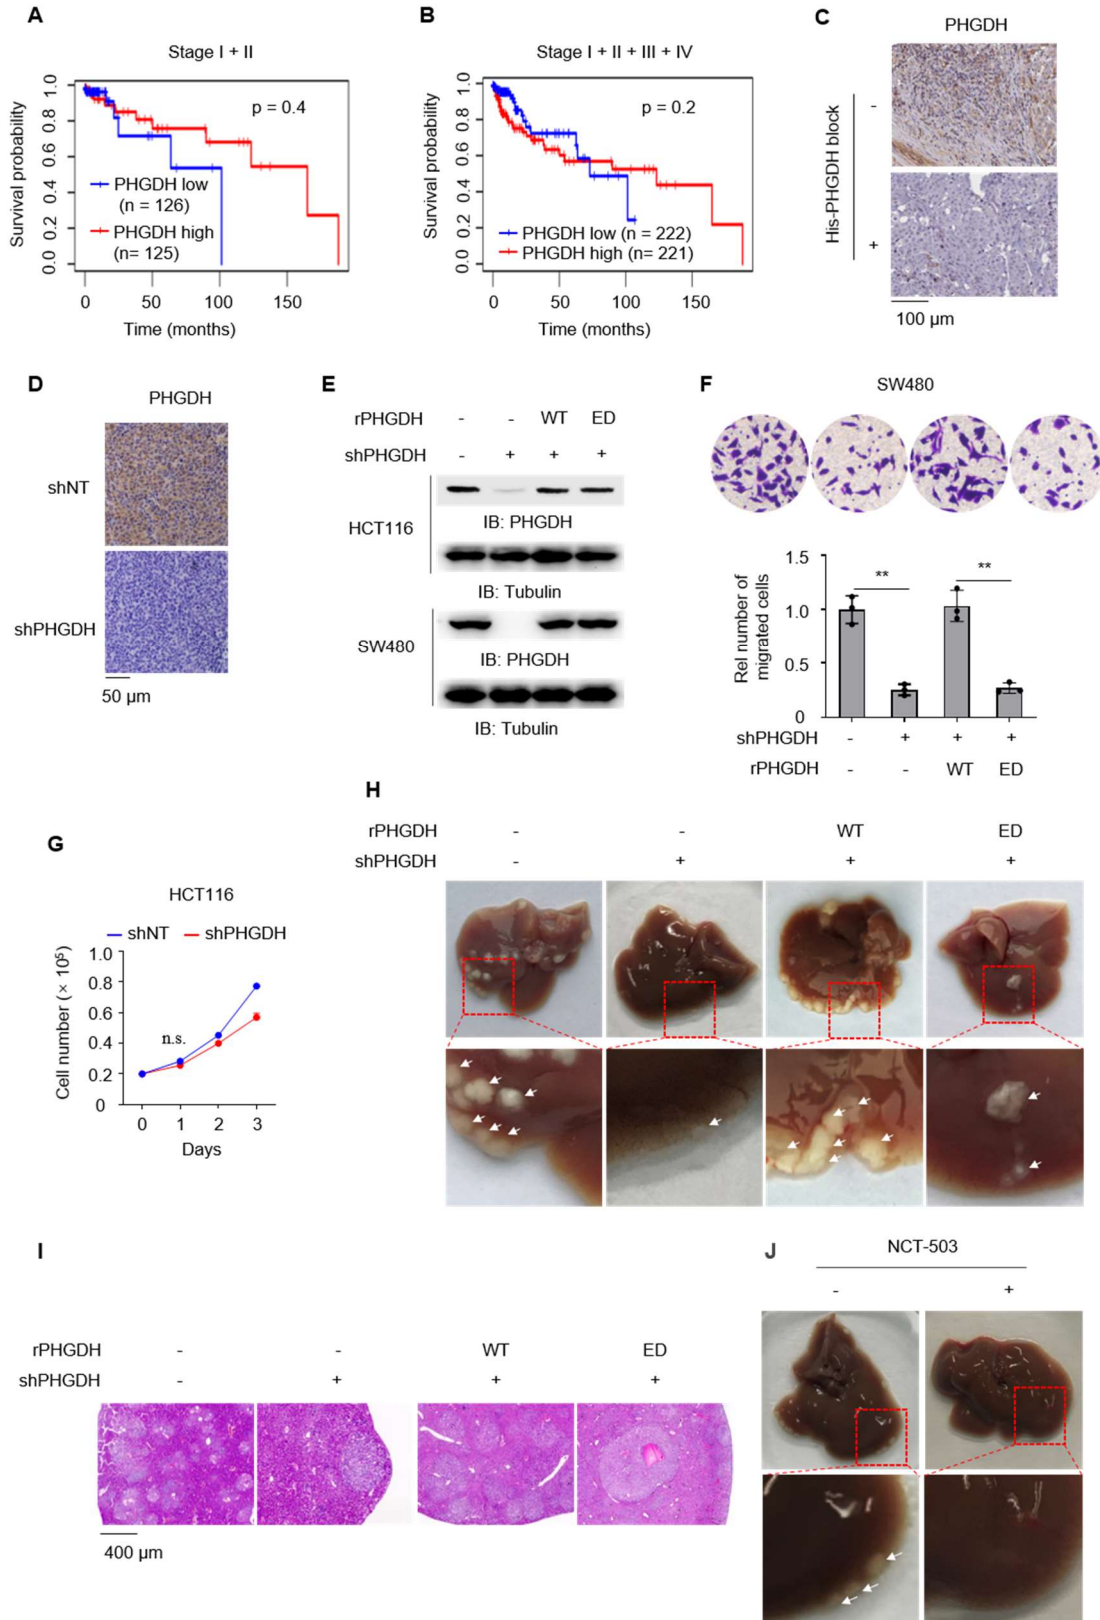 A
Stage I + II
Survival probability
1.0
0.8
0.6
0.4
0.2
0.0
p = 0.4
PHGDH low
(n = 126)
PHGDH high
(n= 125)
0 50 100 150
Time (months)
B
Stage I + II + III + IV
Survival probability
1.0
0.8
0.6
0.4
0.2
0.0
p = 0.2
PHGDH low (n = 222)
PHGDH high (n= 221)
0 50 100 150
Time (months)
C
PHGDH
His-PHGDH block
-
+
100 µm
D
PHGDH
shNT
shPHGDH
50 µm
E
rPHGDH - - WT ED
shPHGDH - + + +
HCT116
IB: PHGDH
IB: Tubulin
SW480
IB: PHGDH
IB: Tubulin
F
SW480
Rel number of
migrated cells
1.5
1.0
0.5
0
** **
shPHGDH - + + +
rPHGDH - - WT ED
G
HCT116
shNT shPHGDH
Cell number (× 10⁵)
1.0
0.8
0.6
0.4
0.2
0
n.s.
0 1 2 3
Days
H
rPHGDH - - WT ED
shPHGDH - + + +
I
rPHGDH - - WT ED
shPHGDH - + + +
400 µm
J
NCT-503
- +